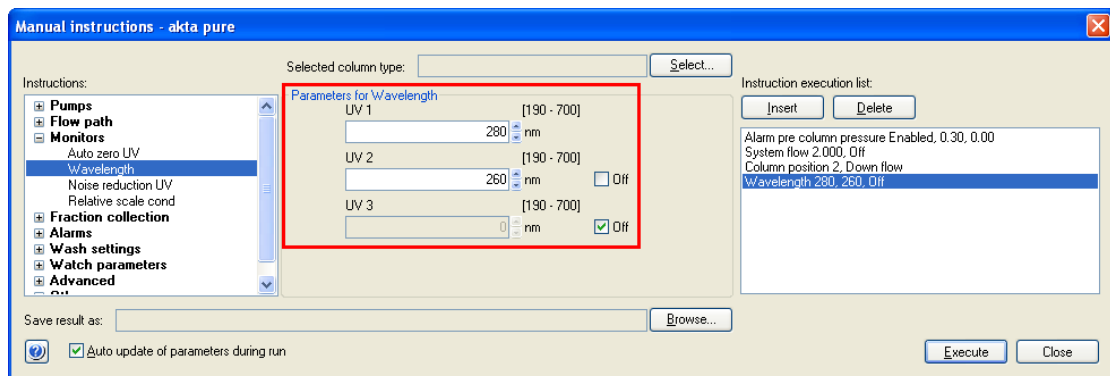 Manual instructions - akta pure
Selected column type:
Select...
Instructions:
Pumps
Flow path
Monitors
Auto zero UV
Wavelength
Noise reduction UV
Relative scale cond
Fraction collection
Alarms
Wash settings
Watch parameters
Advanced
Parameters for Wavelength
UV 1 [190 - 700]
280 nm
UV 2 [190 - 700]
260 nm Off
UV 3 [190 - 700]
0 nm Off
Instruction execution list:
Insert Delete
Alarm pre column pressure Enabled, 0.30, 0.00
System flow 2.000, Off
Column position 2, Down flow
Wavelength 280, 260, Off
Save result as:
Browse...
Auto update of parameters during run
Execute Close